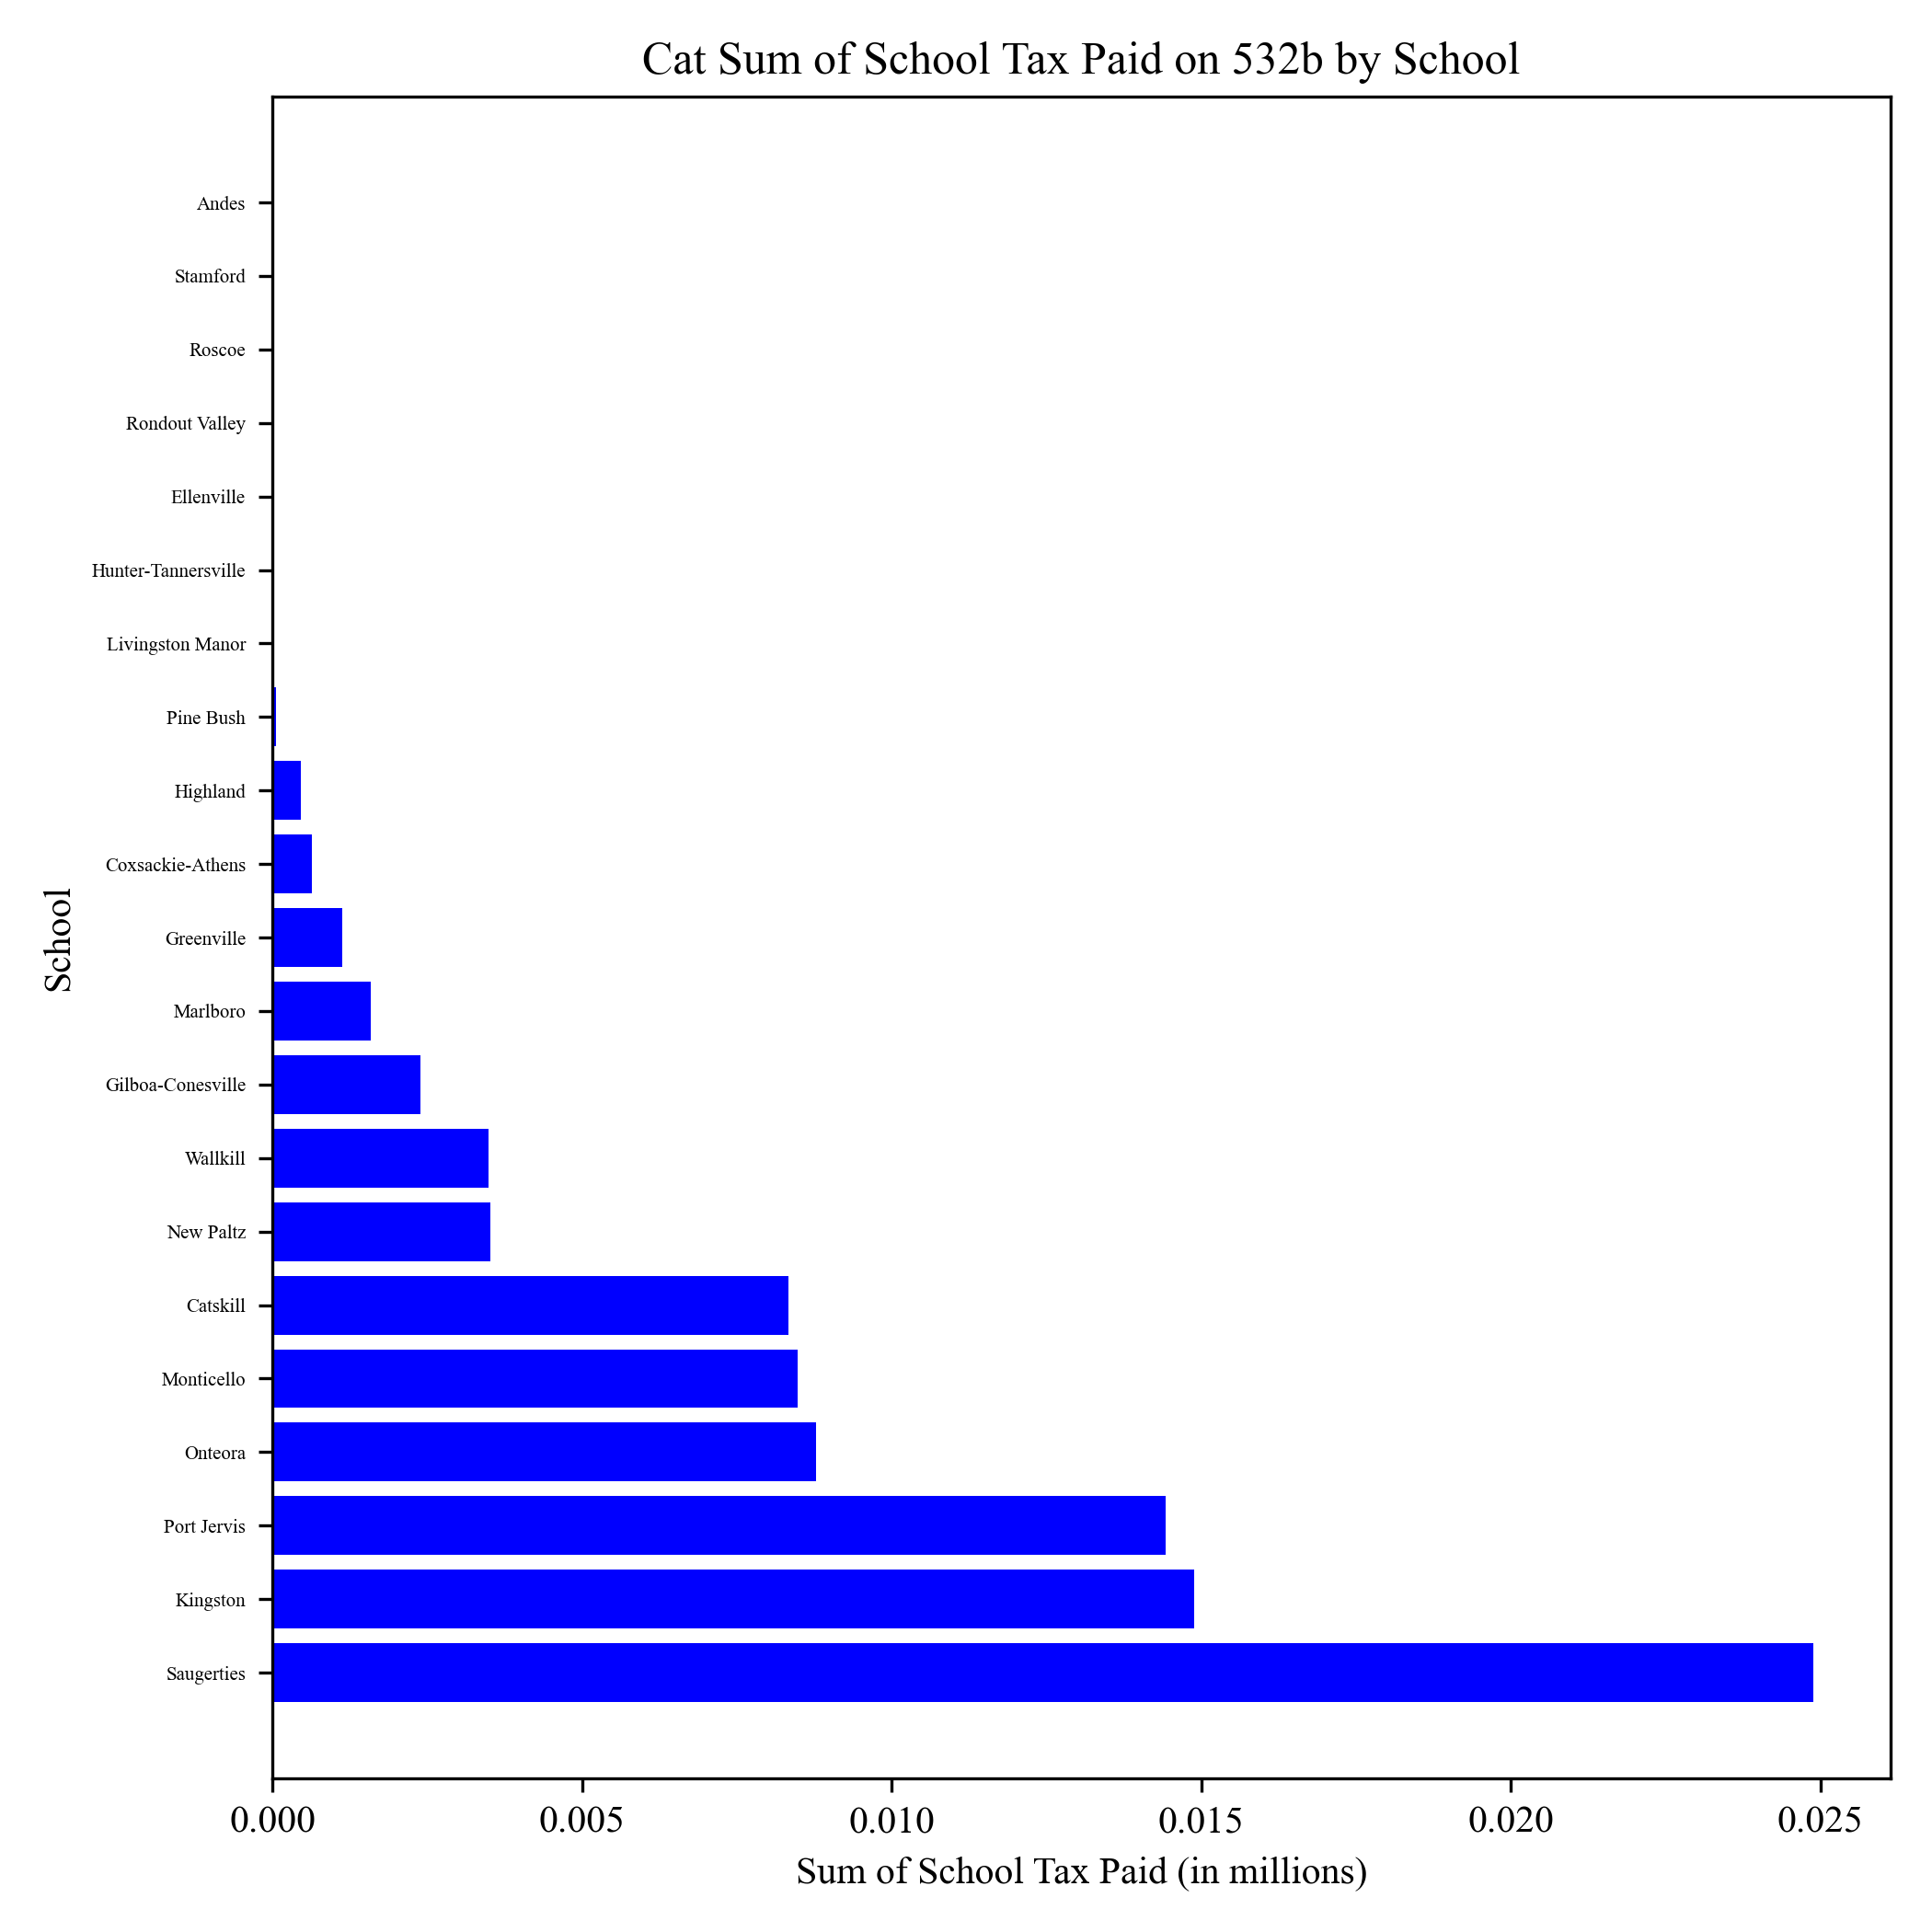 Cat Sum of School Tax Paid on 532b by School
Andes
Stamford
Roscoe
Rondout Valley
Ellenville
Hunter-Tannersville
Livingston Manor
Pine Bush
Highland
Coxsackie-Athens
Greenville
Marlboro
Gilboa-Conesville
Wallkill
New Paltz
Catskill
Monticello
Onteora
Port Jervis
Kingston
Saugerties
School
0.000 0.005 0.010 0.015 0.020 0.025
Sum of School Tax Paid (in millions)